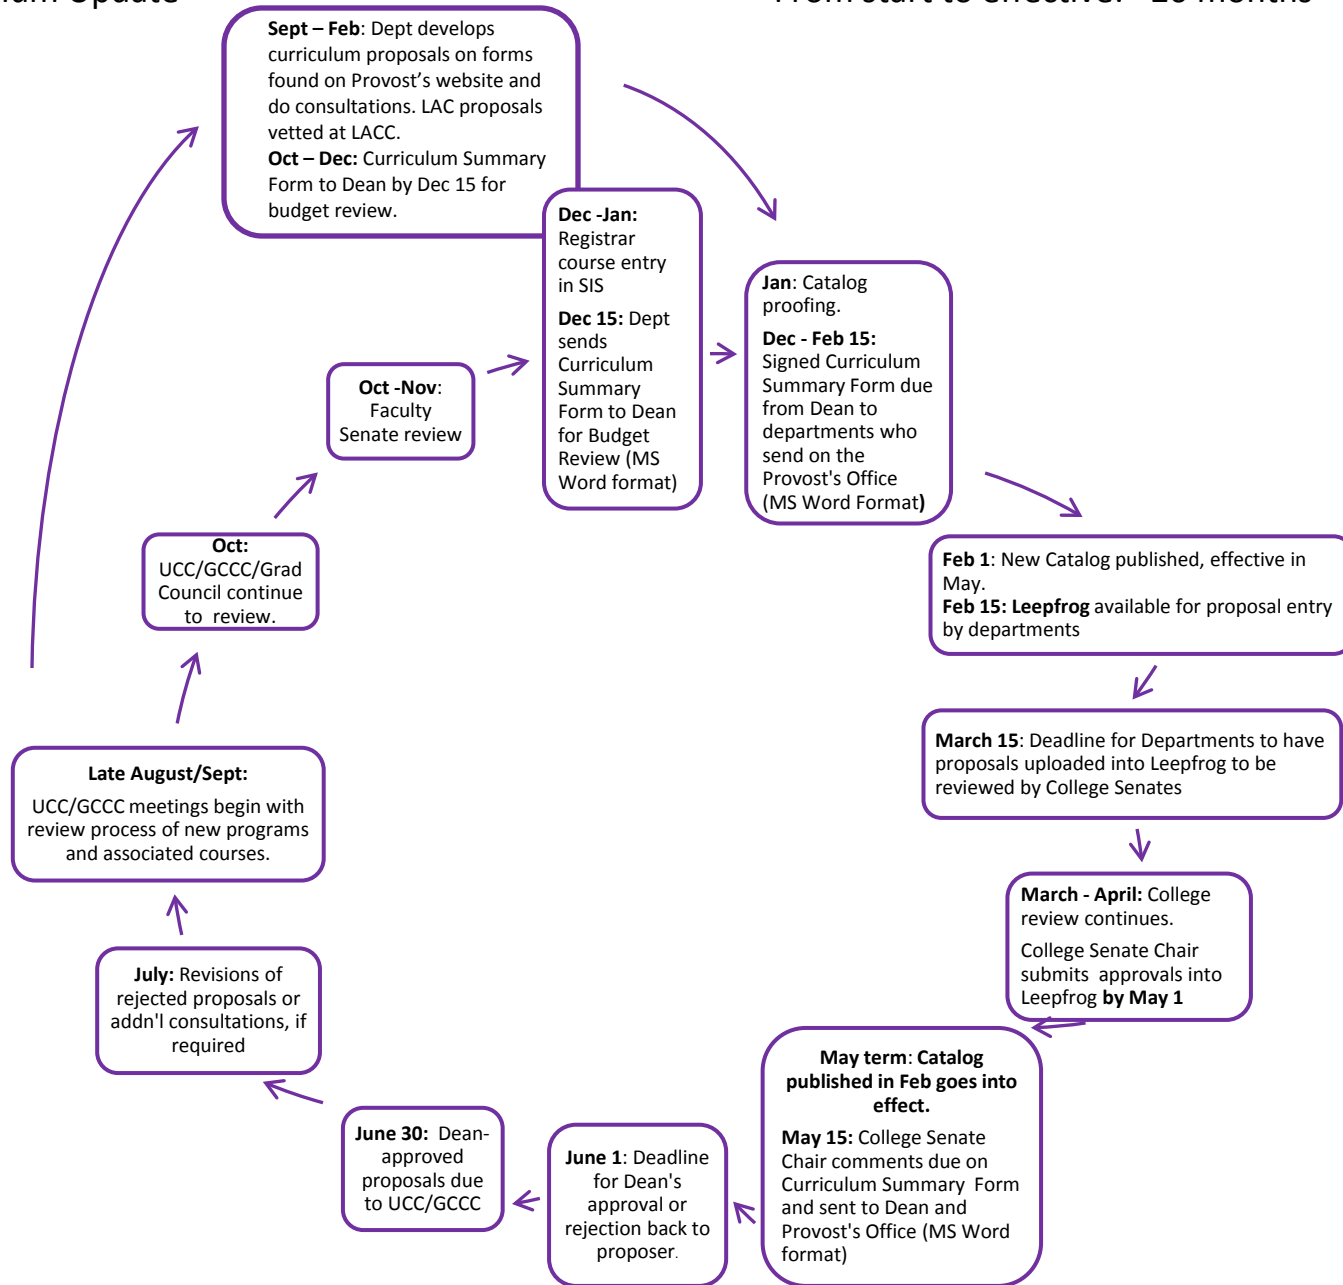 Update
From start to effective: months
Sept – Feb: Dept develops
curriculum proposals on forms
found on Provost's website and
do consultations. LAC proposals
vetted at LACC.
Oct – Dec: Curriculum Summary
Form to Dean by Dec 15 for
budget review.
Dec -Jan:
Registrar
course entry
in SIS
Dec 15: Dept
sends
Curriculum
Summary
Form to Dean
for Budget
Review (MS
Word format)
Jan: Catalog
proofing.
Dec - Feb 15:
Signed Curriculum
Summary Form due
from Dean to
departments who
send on the
Provost's Office
(MS Word Format)
Feb 1: New Catalog published, effective in
May.
Feb 15: Leepfrog available for proposal entry
by departments
March 15: Deadline for Departments to have
proposals uploaded into Leepfrog to be
reviewed by College Senates
March - April: College
review continues.
College Senate Chair
submits approvals into
Leepfrog by May 1
May term: Catalog
published in Feb goes into
effect.
May 15: College Senate
Chair comments due on
Curriculum Summary Form
and sent to Dean and
Provost's Office (MS Word
format)
June 1: Deadline
for Dean's
approval or
rejection back to
proposer.
June 30: Dean-
approved
proposals due
to UCC/GCCC
July: Revisions of
rejected proposals or
addn'l consultations, if
required
Late August/Sept:
UCC/GCCC meetings begin with
review process of new programs
and associated courses.
Oct:
UCC/GCCC/Grad
Council continue
to review.
Oct -Nov:
Faculty
Senate review